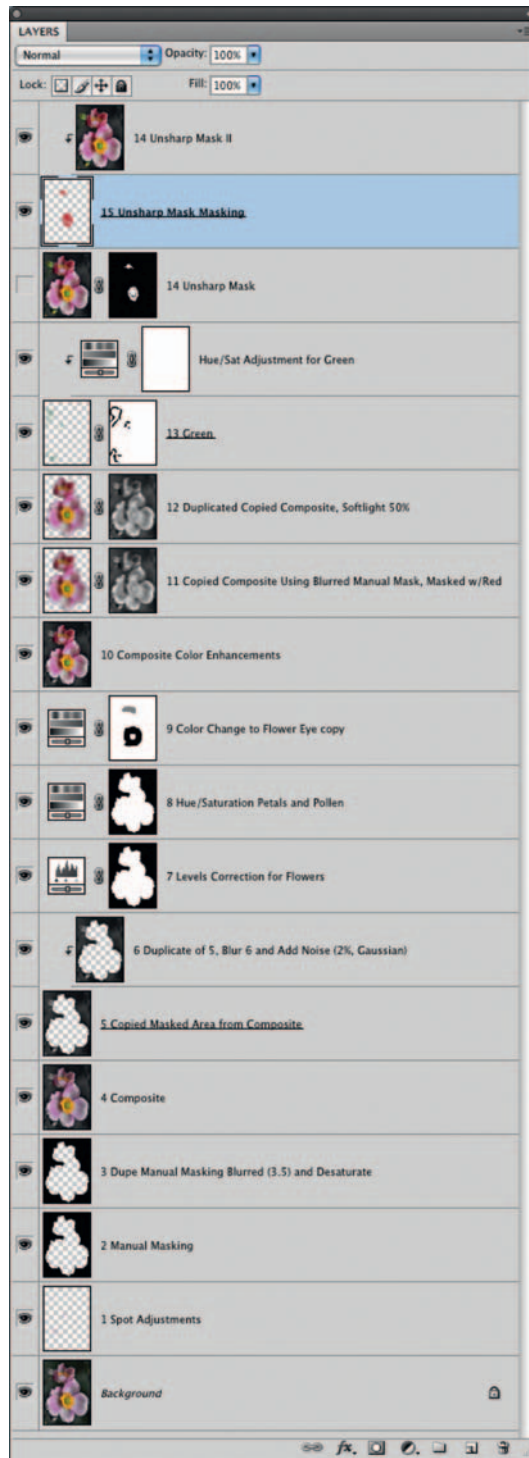 LAYERS
Normal Opacity: 100%
Lock: Fill: 100%
14 Unsharp Mask II
15 Unsharp Mask Masking
14 Unsharp Mask
Hue/Sat Adjustment for Green
13 Green
12 Duplicated Copied Composite, Softlight 50%
11 Copied Composite Using Blurred Manual Mask, Masked w/Red
10 Composite Color Enhancements
9 Color Change to Flower Eye copy
8 Hue/Saturation Petals and Pollen
7 Levels Correction for Flowers
6 Duplicate of 5, Blur 6 and Add Noise (2%, Gaussian)
5 Copied Masked Area from Composite
4 Composite
3 Dupe Manual Masking Blurred (3.5) and Desaturate
2 Manual Masking
1 Spot Adjustments
Background
fx.